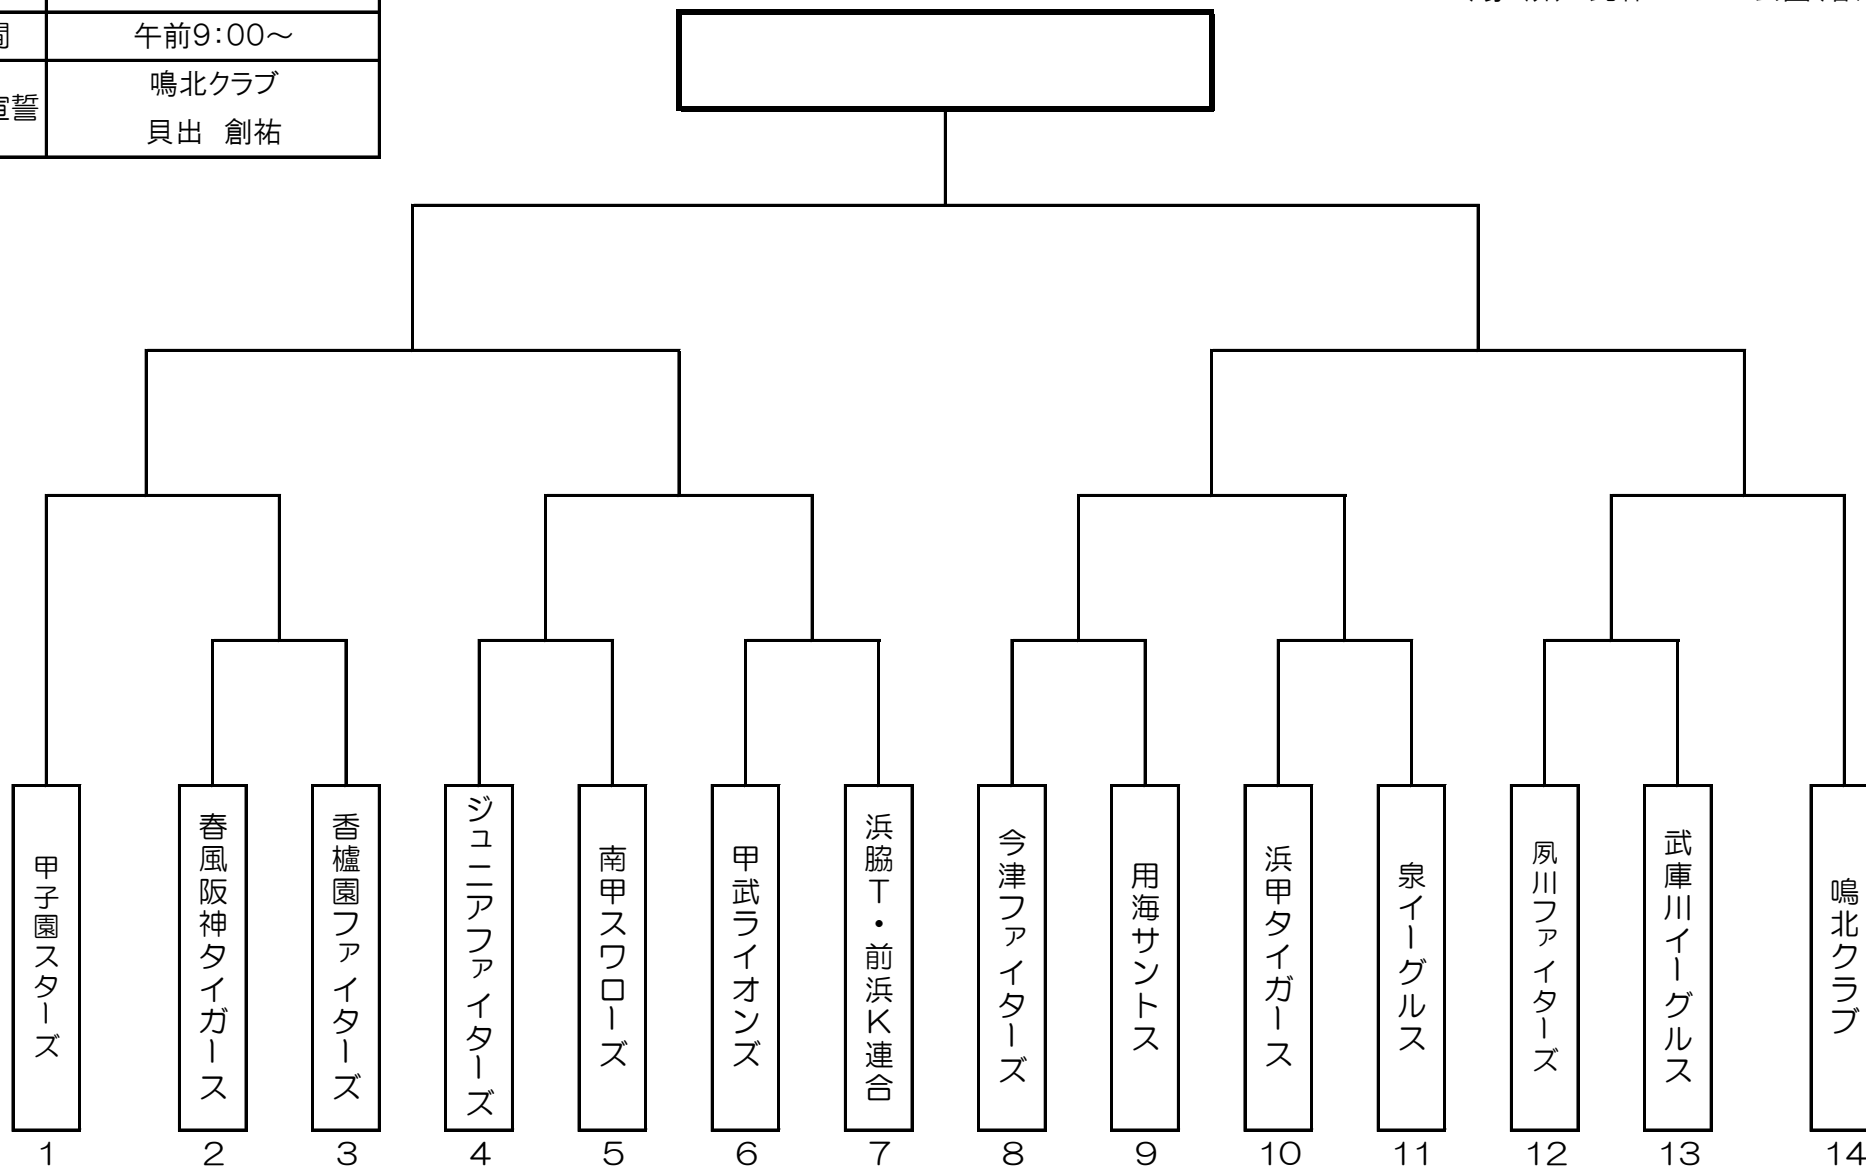 間
午前9:00～
宣誓
鳴北クラブ
貝出 創祐
甲子園スターズ
春風阪神タイガース
香櫨園ファイターズ
ジュニアファイターズ
南甲スワローズ
甲武ライオンズ
浜脇T・前浜K連合
今津ファイターズ
用海サントス
浜甲タイガース
泉イーグルス
夙川ファイターズ
武庫川イーグルス
鳴北クラブ
1
2
3
4
5
6
7
8
9
10
11
12
13
14